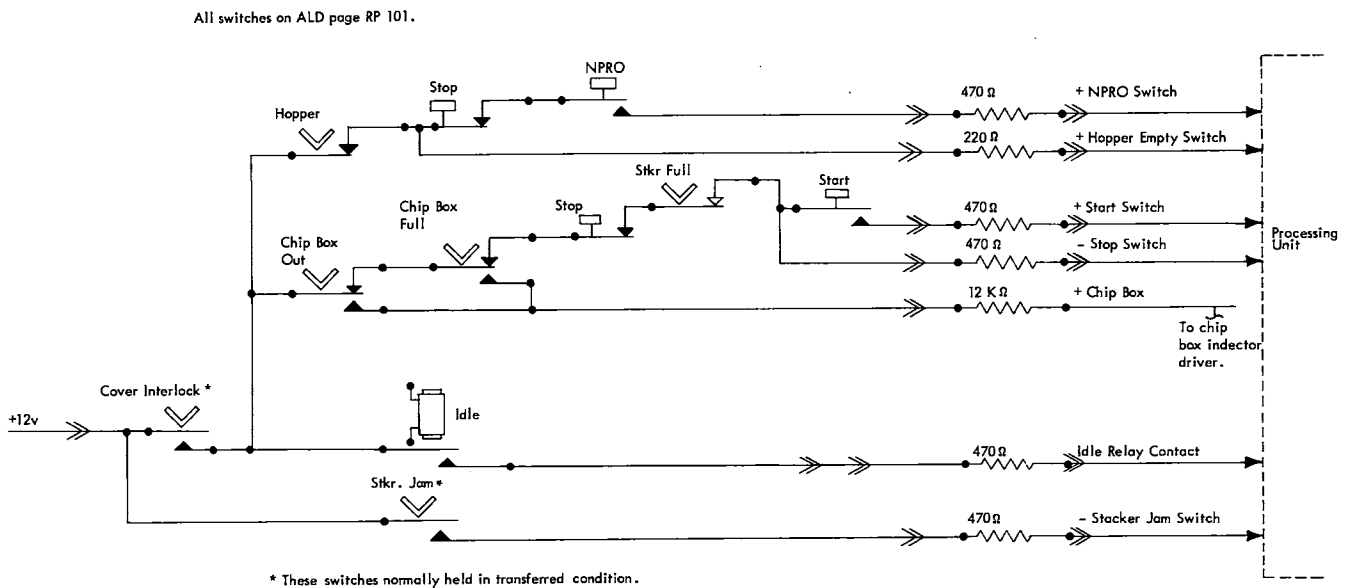 All switches on ALD page RP 101.
NPRO
Stop
Hopper
470 Ω
+ NPRO Switch
220 Ω
+ Hopper Empty Switch
Stkr Full
Start
Chip Box
Full
Stop
470Ω
+ Start Switch
Chip Box
Out
470 Ω
- Stop Switch
Processing
Unit
12 K Ω
+ Chip Box
To chip
box indector
driver.
Cover Interlock *
Idle
+12v
470Ω
Idle Relay Contact
Stkr. Jam*
470Ω
- Stacker Jam Switch
* These switches normally held in transferred condition.